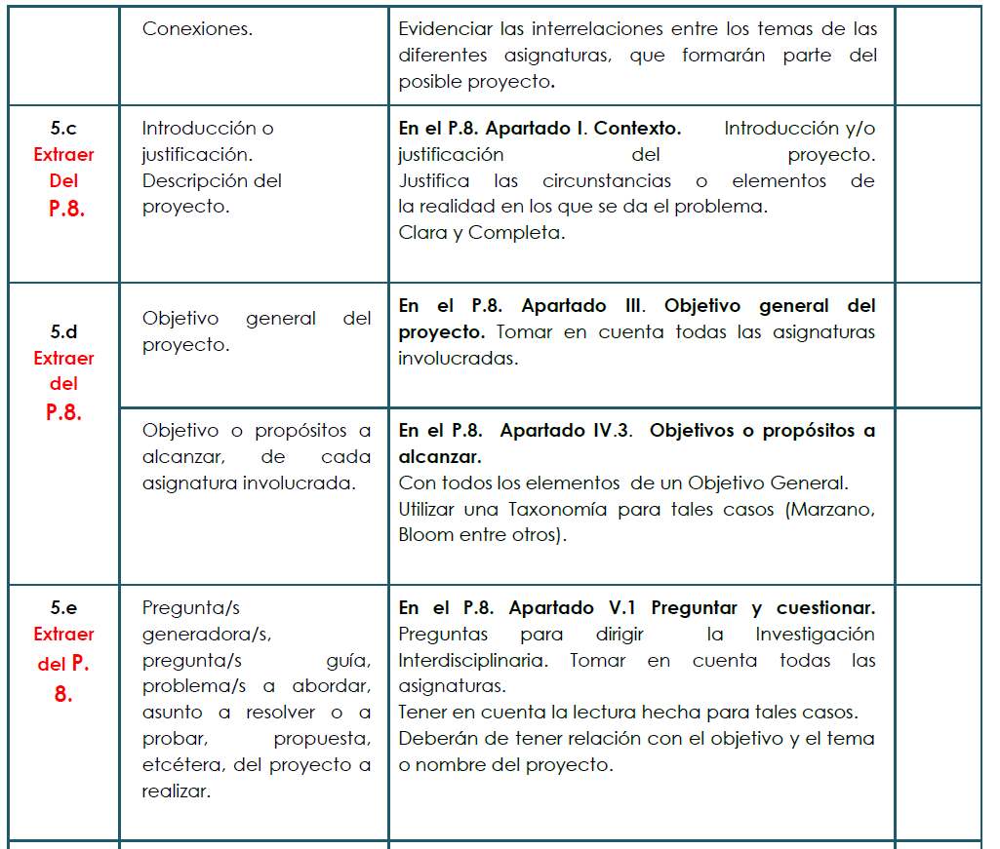 Conexiones.
Evidenciar las interrelaciones entre los temas de las
diferentes asignaturas, que formarán parte del
posible proyecto.
5.c
Extraer
Del
P.8.
Introducción o
justificación.
Descripción del
proyecto.
En el P.8. Apartado I. Contexto. Introducción y/o
justificación del proyecto.
Justifica las circunstancias o elementos de
la realidad en los que se da el problema.
Clara y Completa.
5.d
Extraer
del
P.8.
Objetivo general del
proyecto.
En el P.8. Apartado III. Objetivo general del
proyecto. Tomar en cuenta todas las asignaturas
involucradas.
Objetivo o propósitos a
alcanzar, de cada
asignatura involucrada.
En el P.8. Apartado IV.3. Objetivos o propósitos a
alcanzar.
Con todos los elementos de un Objetivo General.
Utilizar una Taxonomía para tales casos (Marzano,
Bloom entre otros).
5.e
Extraer
del P.
8.
Pregunta/s
generadora/s,
pregunta/s guía,
problema/s a abordar,
asunto a resolver o a
probar, propuesta,
etcétera, del proyecto a
realizar.
En el P.8. Apartado V.1 Preguntar y cuestionar.
Preguntas para dirigir la Investigación
Interdisciplinaria. Tomar en cuenta todas las
asignaturas.
Tener en cuenta la lectura hecha para tales casos.
Deberán de tener relación con el objetivo y el tema
o nombre del proyecto.